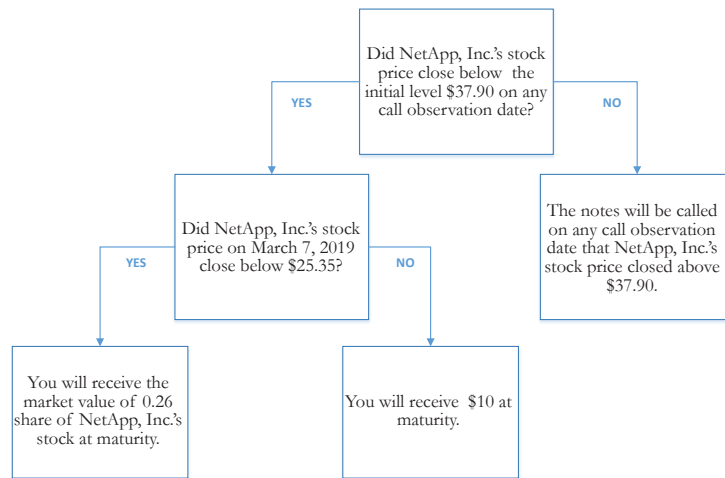 Did NetApp, Inc.'s stock
price close below the
initial level $37.90 on any
call observation date?
YES
NO
Did NetApp, Inc.'s stock
price on March 7, 2019
close below $25.35?
The notes will be called
on any call observation
date that NetApp, Inc.'s
stock price closed above
$37.90.
YES
NO
You will receive the
market value of 0.26
share of NetApp, Inc.'s
stock at maturity.
You will receive $10 at
maturity.